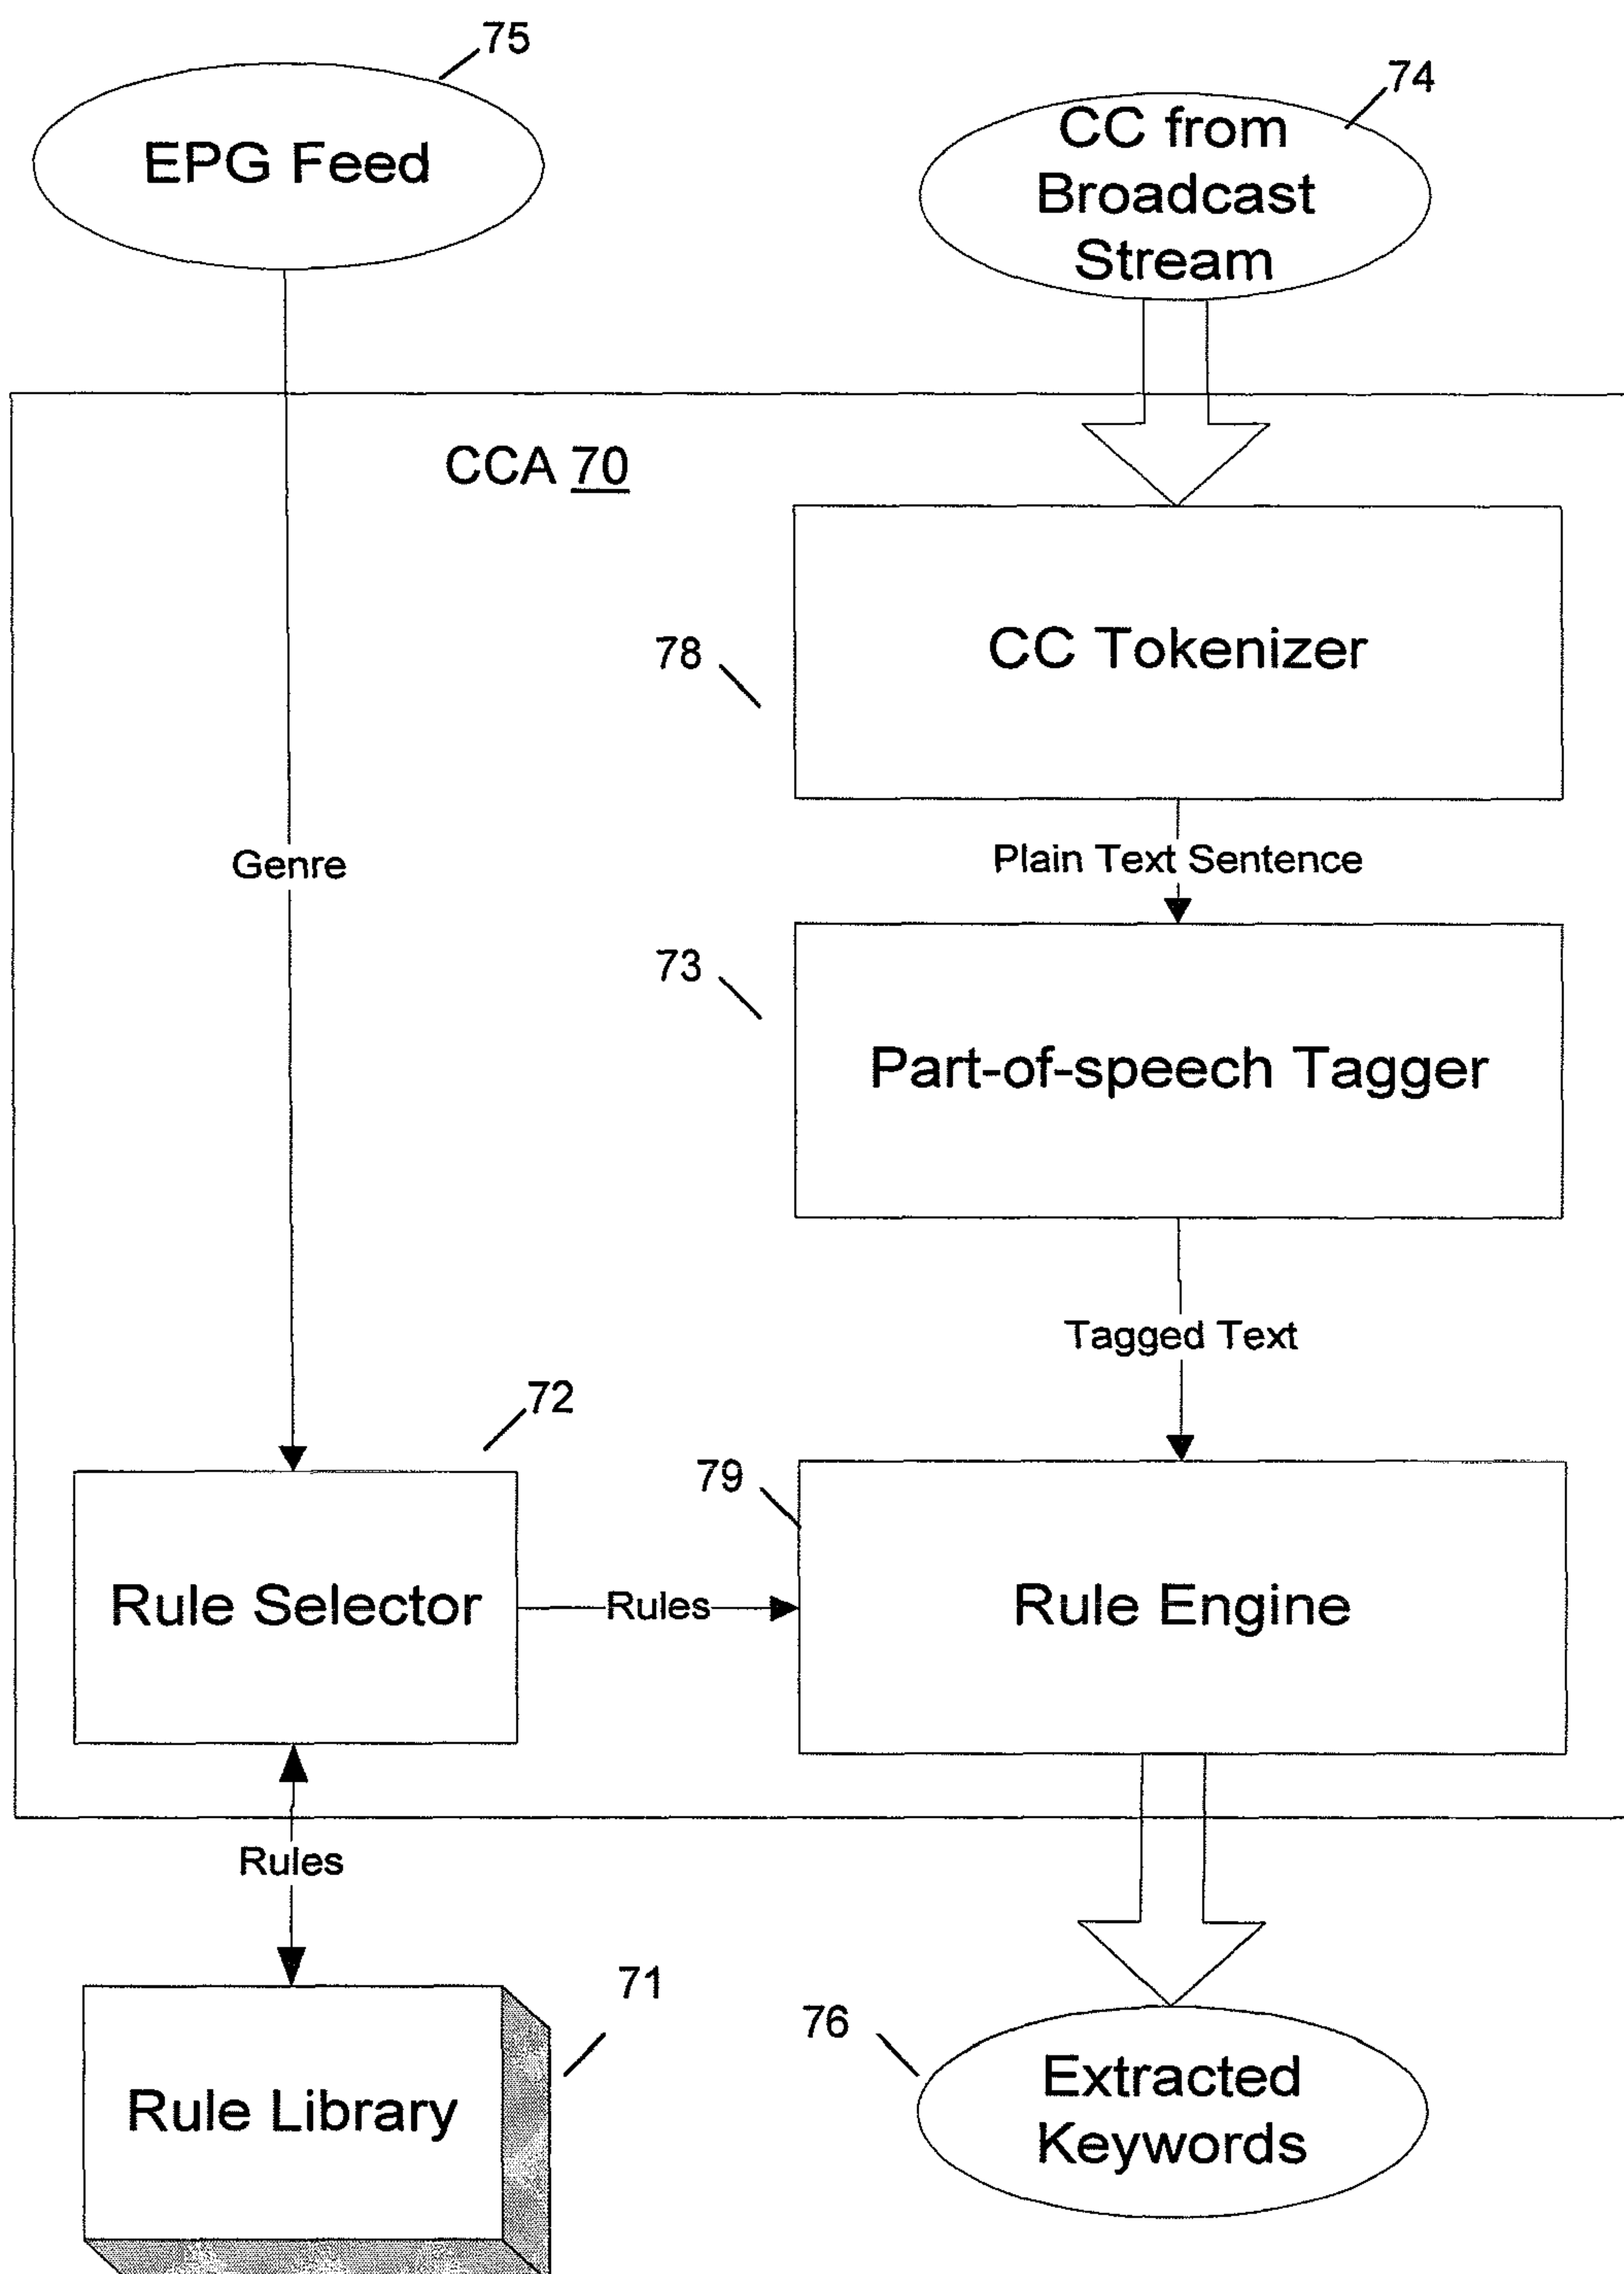 75
EPG Feed
74
CC from
Broadcast
Stream
CCA 70
78
CC Tokenizer
Genre
Plain Text Sentence
73
Part-of-speech Tagger
Tagged Text
72
79
Rule Selector
Rules
Rule Engine
Rules
71
Rule Library
76
Extracted
Keywords